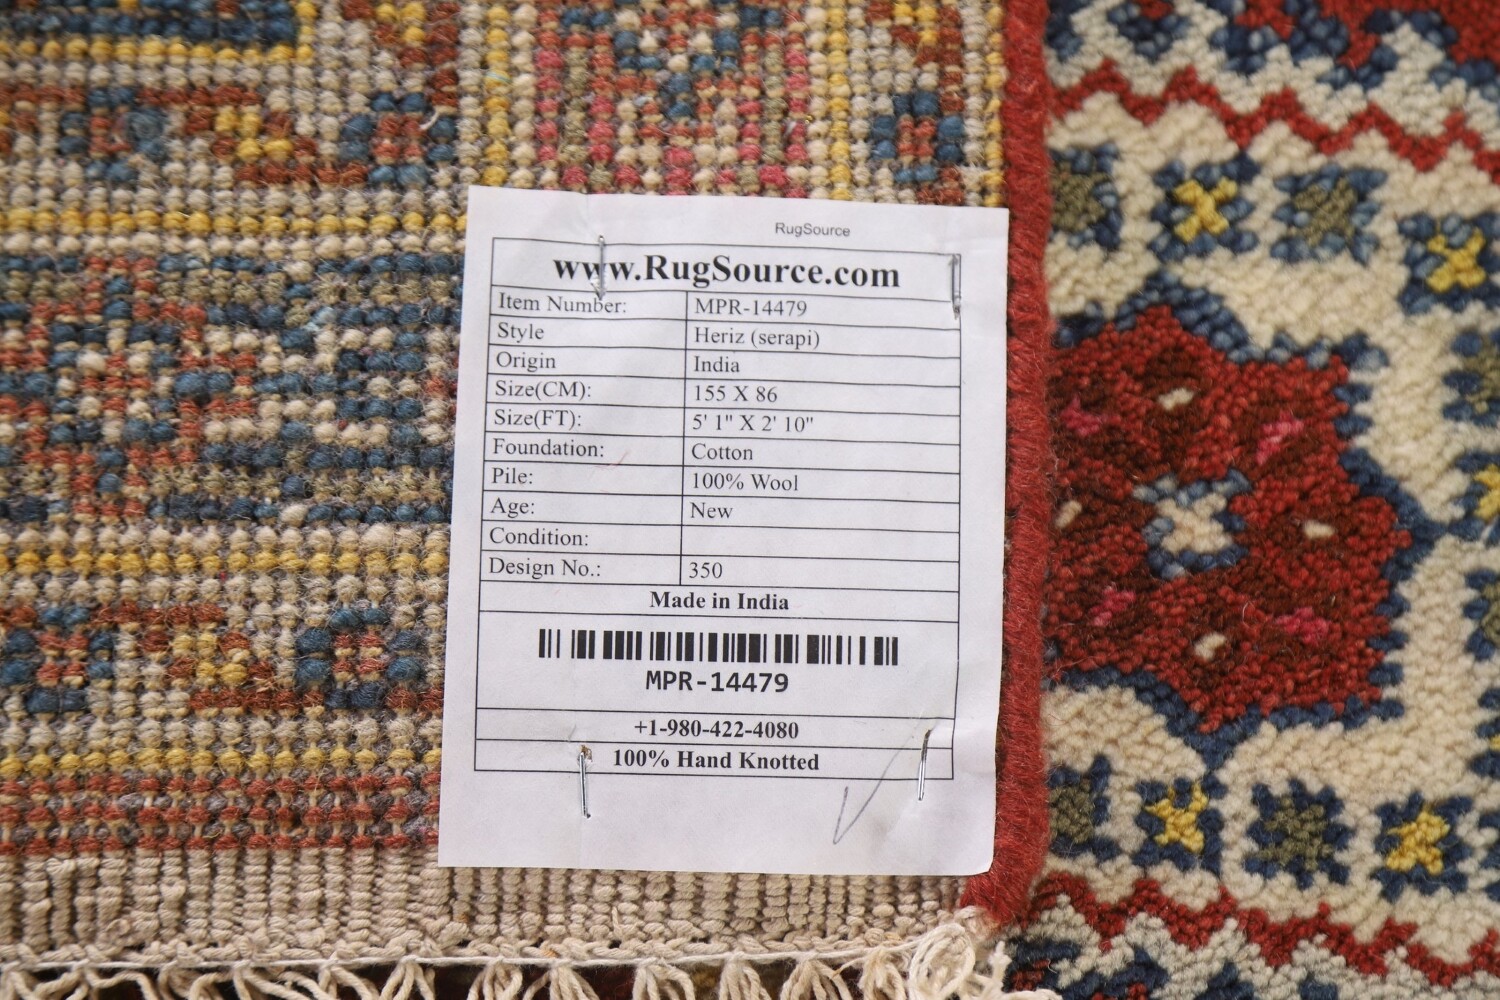 RugSource
www.RugSource.com
Item Number: MPR-14479
Style Heriz (serapi)
Origin India
Size(CM): 155 X 86
Size(FT): 5' 1" X 2' 10"
Foundation: Cotton
Pile: 100% Wool
Age: New
Condition:
Design No.: 350
Made in India
MPR-14479
+1-980-422-4080
100% Hand Knotted